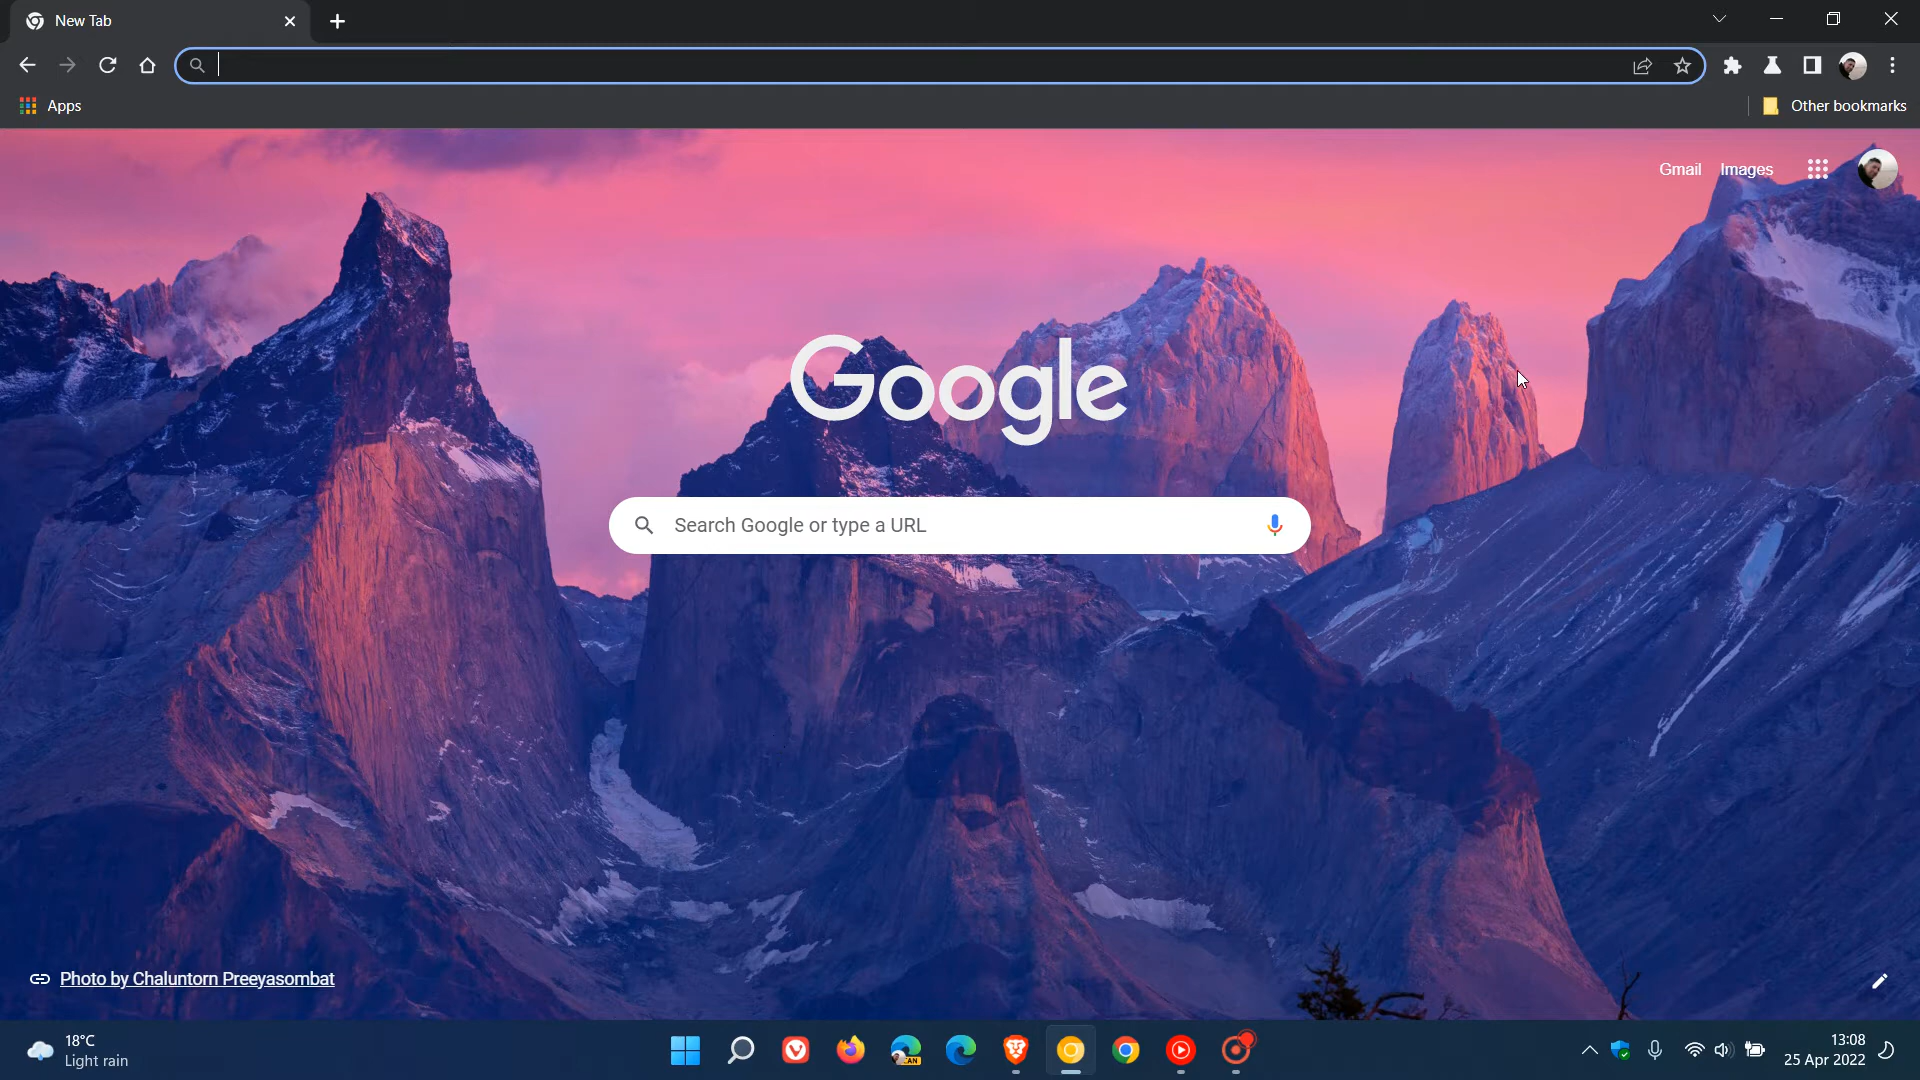 New Tab
Apps
Other bookmarks
Gmail Images
Google
Search Google or type a URL
Photo by Chaluntorn Preeyasombat
18°C
Light rain
CAN
13:08
25 Apr 2022